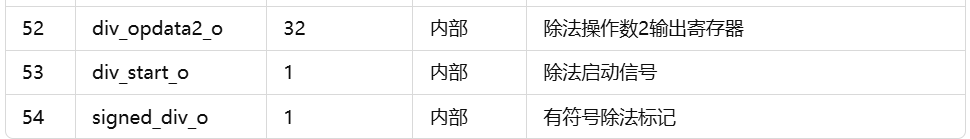 52 div_opdata2_o 32 内部 除法操作数2输出寄存器
53 div_start_o 1 内部 除法启动信号
54 signed_div_o 1 内部 有符号除法标记